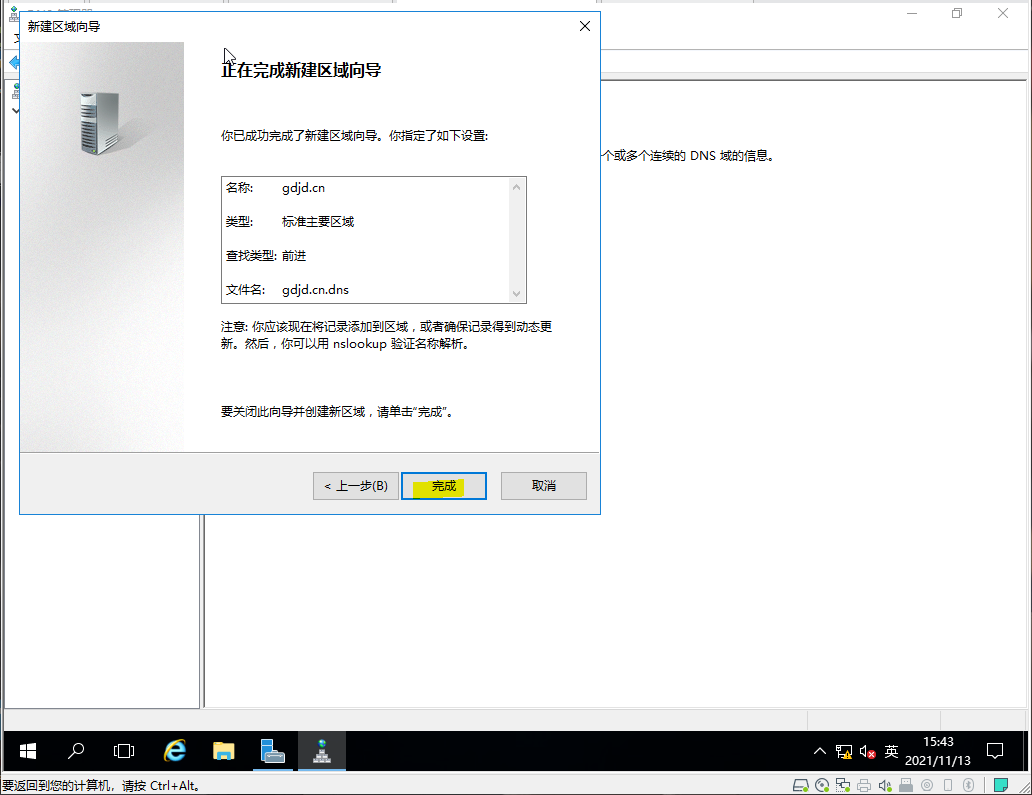 新建区域向导
正在完成新建区域向导
你已成功完成了新建区域向导。你指定了如下设置:
个或多个连续的 DNS 域的信息。
名称: gdjd.cn
类型: 标准主要区域
查找类型: 前进
文件名: gdjd.cn.dns
注意: 你应该现在将记录添加到区域，或者确保记录得到动态更
新。然后，你可以用 nslookup 验证名称解析。
要关闭此向导并创建新区域，请单击“完成”。
< 上一步(B) 完成 取消
英
15:43
2021/11/13
要返回到您的计算机，请按 Ctrl+Alt。